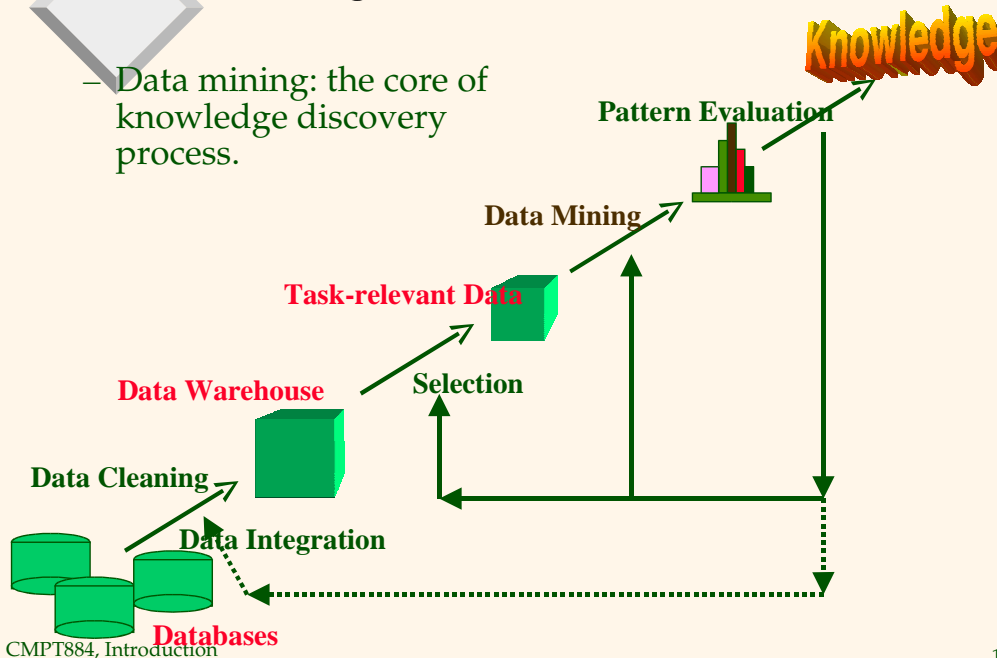 Knowledge
– Data mining: the core of
knowledge discovery
process.
Pattern Evaluation
Data Mining
Task-relevant Data
Selection
Data Warehouse
Data Cleaning
Data Integration
Databases
CMPT884, Introduction
1